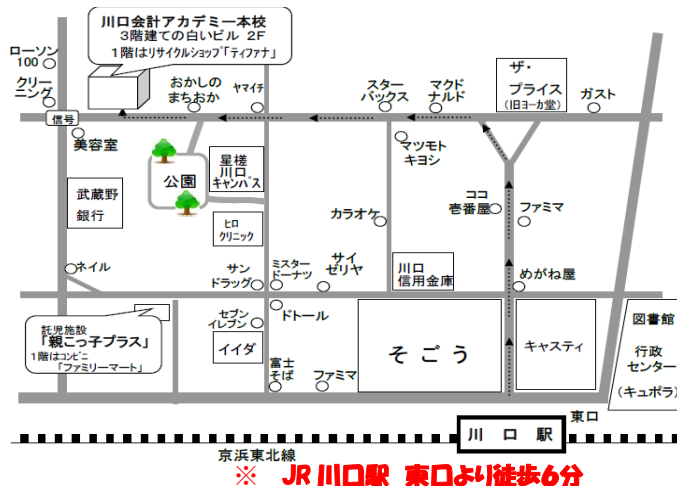 川口会計アカデミー本校
3階建ての白いビル 2F
1階はリサイクルショップ「ティファナ」
ローソン
100
クリー
ニング
信号
美容室
おかしの
まちおか
ヤマイチ
スター
バックス
マクド
ナルド
ザ・
プライス
(旧ヨーカ堂)
ガスト
マツモト
キヨシ
公園
星槎
川口
キャンパス
武蔵野
銀行
ヒロ
クリニック
カラオケ
ココ
壱番屋
ファミマ
ネイル
サン
ドラッグ
ミスター
ドーナツ
サイ
ゼリヤ
川口
信用金庫
めがね屋
託児施設
「親こっ子プラス」
1階はコンビニ
「ファミリーマート」
セブン
イレブン
ドトール
イイダ
富士
そば
ファミマ
そごう
キャスティ
図書館
行政
センター
(キュポラ)
東口
川口駅
京浜東北線
※ JR川口駅 東口より徒歩6分